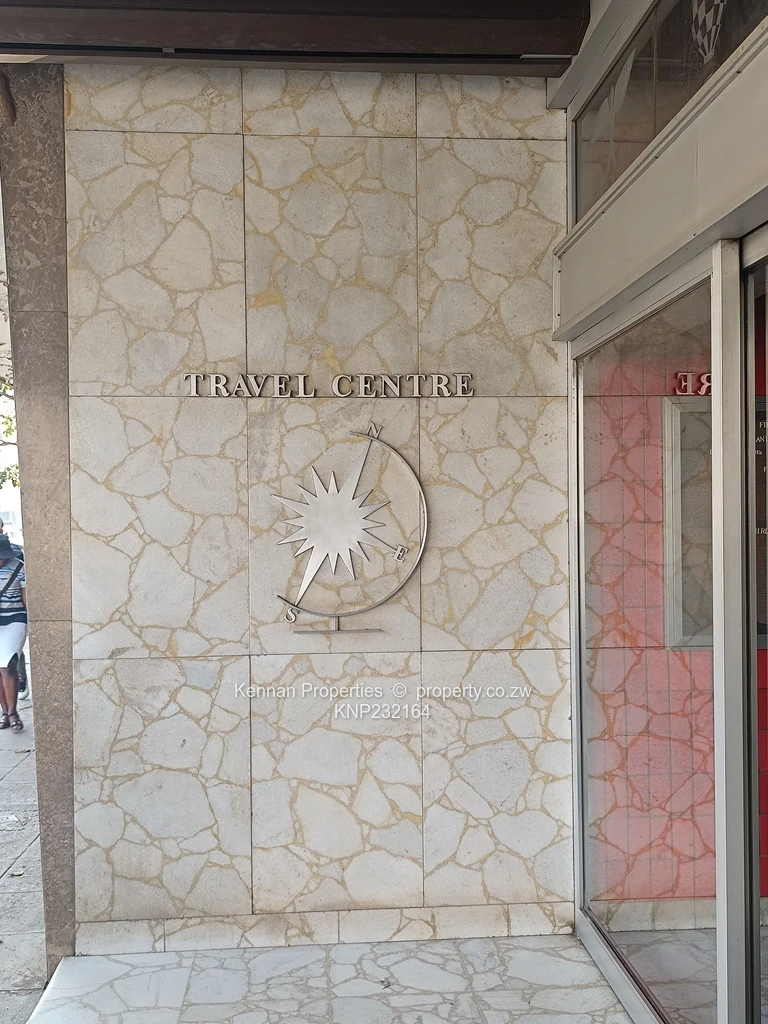 TRAVEL CENTRE
N
E
S
Kennan Properties © property.co.zw
KNP232164